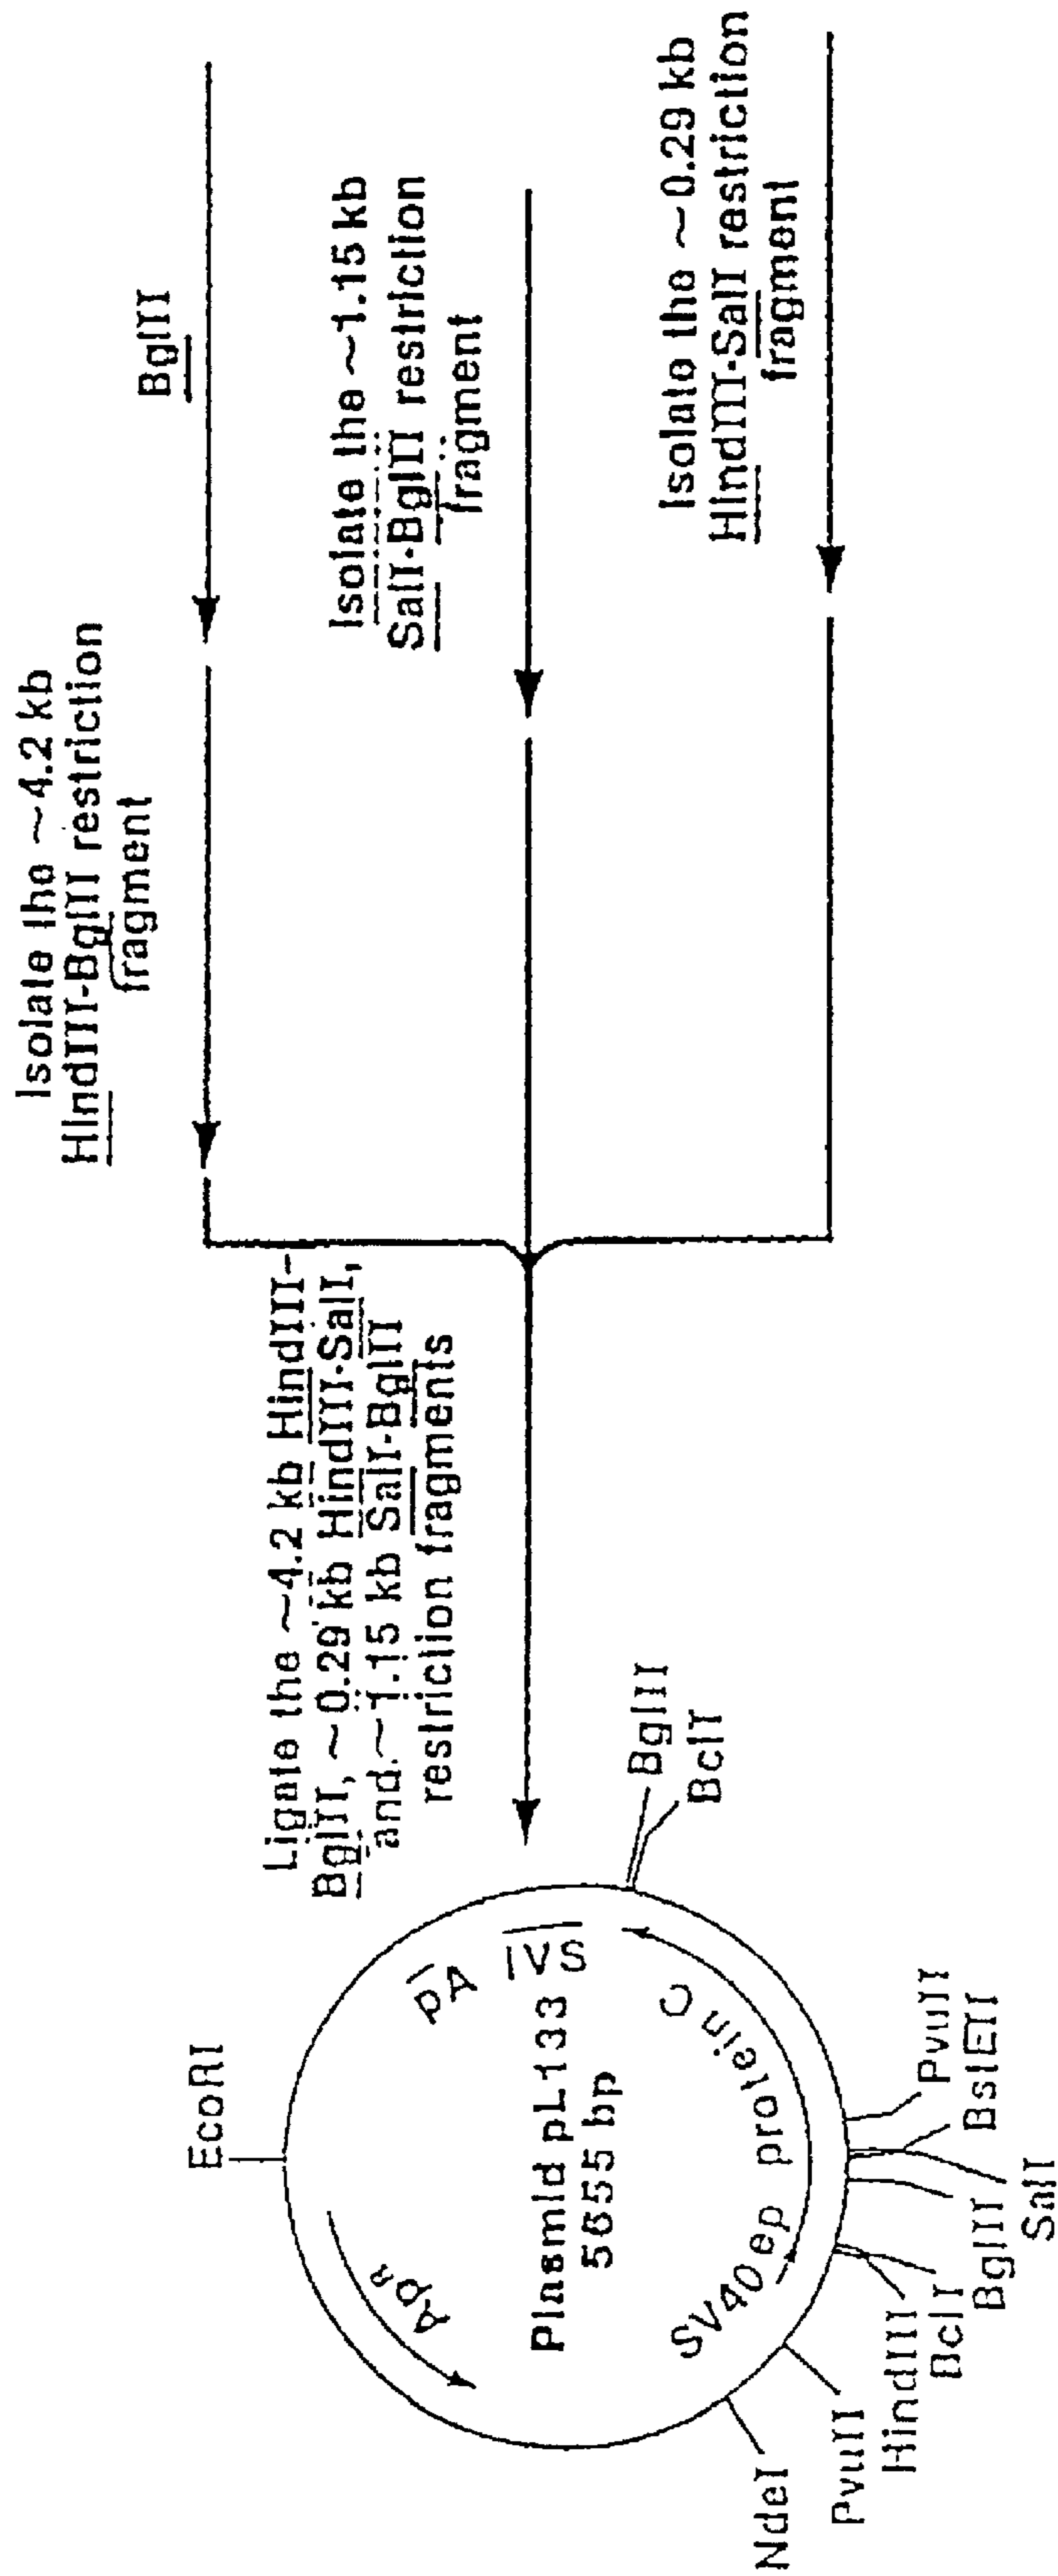 BglII
Isolate the ~4.2 kb
HindIII-BglII restriction
fragment
Isolate the ~1.15 kb
SalI-BglII restriction
fragment
Isolate the ~0.29 kb
HindIII-SalI restriction
fragment
Ligate the ~4.2 kb HindIII-
BglII, ~0.29 kb HindIII-SalI,
and ~1.15 kb SalI-BglII
restriction fragments
EcoRI
ApR
pA
IVS
Plasmid pL133
5655 bp
SV40 ep protein C
BglII
BclI
PvuII
BstEII
SalI
BglII
BclI
HindIII
PvuII
NdeI